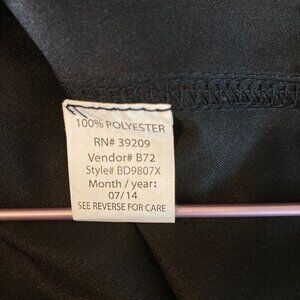 100% POLYESTER
RN# 39209
Vendor# B72
Style# BD9807X
Month / year:
07/14
SEE REVERSE FOR CARE